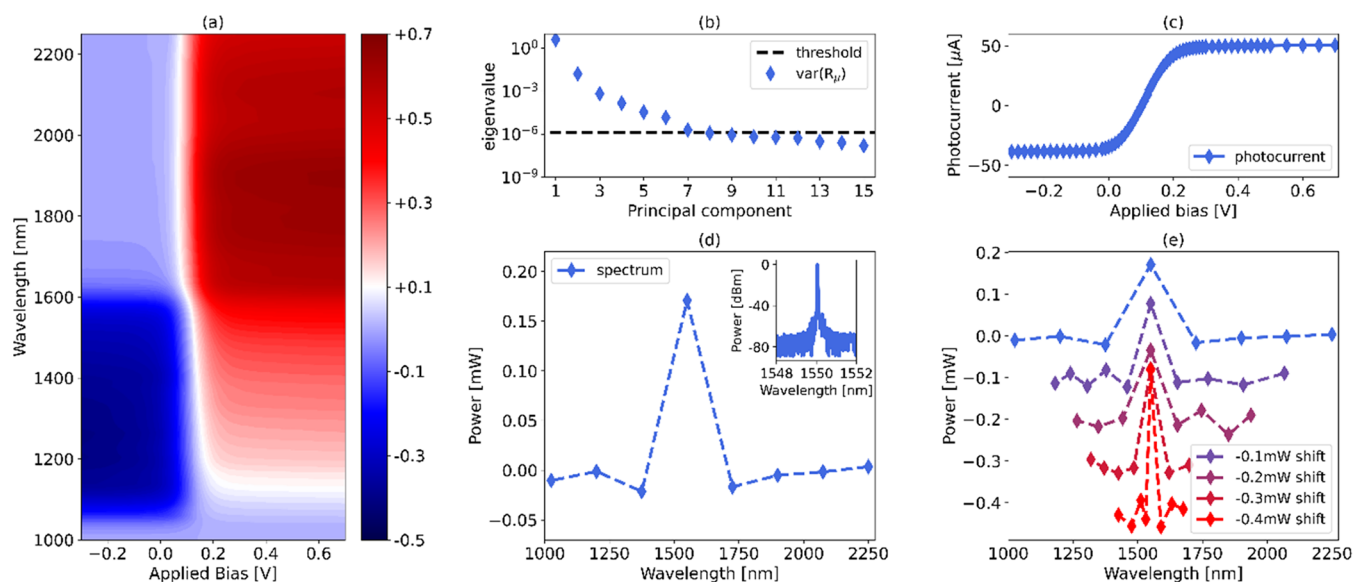 (a)
2250
2000
1800
1600
1400
1200
1000
Wavelength [nm]
−0.2
0.0
0.2
0.4
0.6
Applied Bias [V]
+0.7
+0.5
+0.3
+0.1
-0.1
-0.3
-0.5
(b)
10⁰
10⁻³
10⁻⁶
10⁻⁹
eigenvalue
threshold
var(Rμ)
1
3
5
7
9
11
13
15
Principal component
(c)
50
0
−50
Photocurrent [μA]
photocurrent
−0.2
0.0
0.2
0.4
0.6
Applied bias [V]
(d)
0.20
0.15
0.10
0.05
0.00
−0.05
Power [mW]
spectrum
0
-40
-80
Power [dBm]
1548
1550
1552
Wavelength [nm]
1000
1250
1500
1750
2000
2250
Wavelength [nm]
(e)
0.2
0.1
0.0
−0.1
−0.2
−0.3
−0.4
Power [mW]
-0.1mW shift
-0.2mW shift
-0.3mW shift
-0.4mW shift
1000
1250
1500
1750
2000
2250
Wavelength [nm]